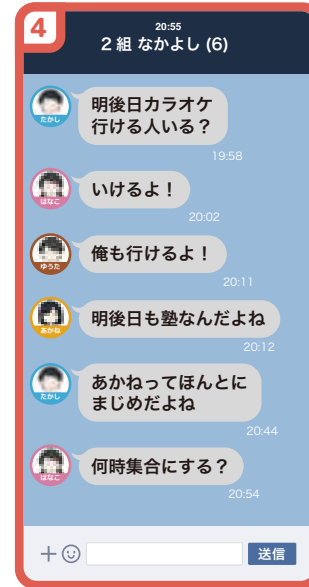 4
20:55
2組 なかよし (6)
たかし
明後日カラオケ
行ける人いる？
19:58
はなこ
いけるよ！
20:02
ゆうた
俺も行けるよ！
20:11
あかね
明後日も塾なんだよね
20:12
たかし
あかねってほんとに
まじめだよね
20:44
はなこ
何時集合にする？
20:54
送信